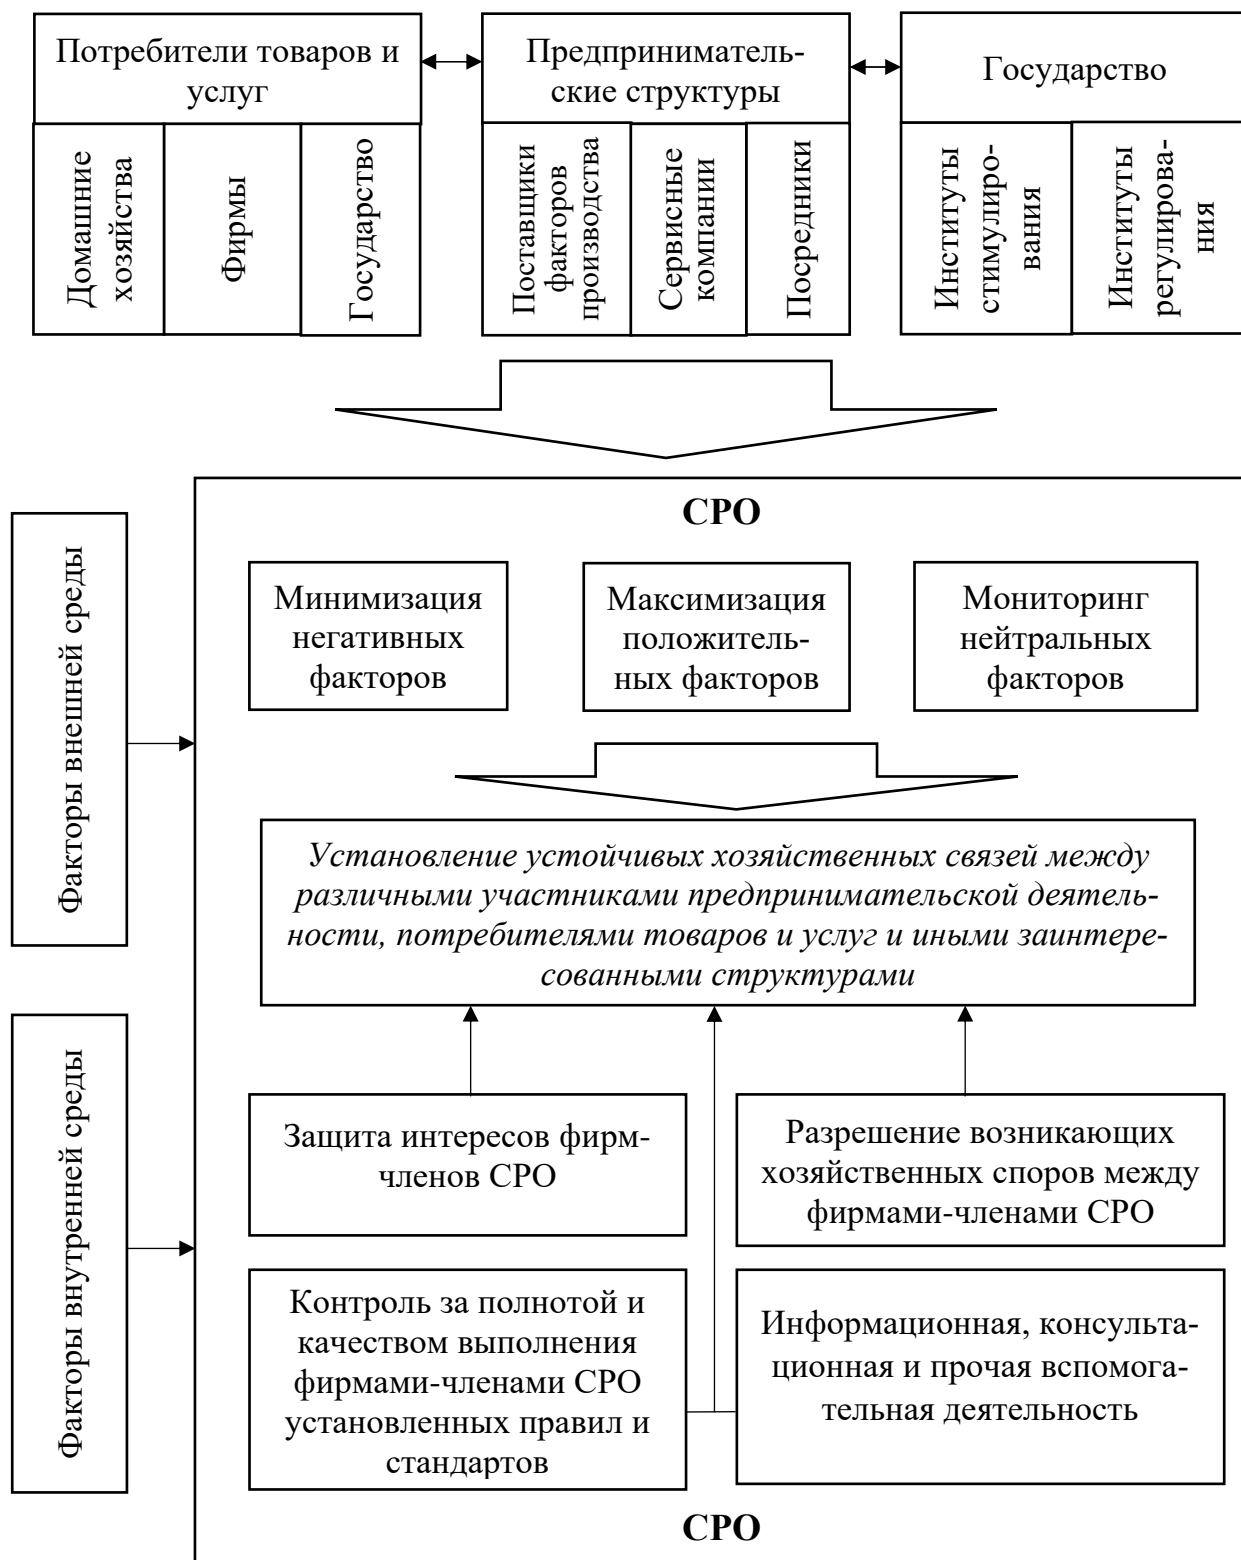 Потребители товаров и
услуг
Предприниматель-
ские структуры
Государство
Домашние
хозяйства
Фирмы
Государство
Поставщики
факторов
производства
Сервисные
компании
Посредники
Институты
стимулиро-
вания
Институты
регулирова-
ния
СРО
Факторы внешней среды
Минимизация
негативных
факторов
Максимизация
положитель-
ных факторов
Мониторинг
нейтральных
факторов
Установление устойчивых хозяйственных связей между
различными участниками предпринимательской деятель-
ности, потребителями товаров и услуг и иными заинтере-
сованными структурами
Факторы внутренней среды
Защита интересов фирм-
членов СРО
Разрешение возникающих
хозяйственных споров между
фирмами-членами СРО
Контроль за полнотой и
качеством выполнения
фирмами-членами СРО
установленных правил и
стандартов
Информационная, консульта-
ционная и прочая вспомога-
тельная деятельность
СРО